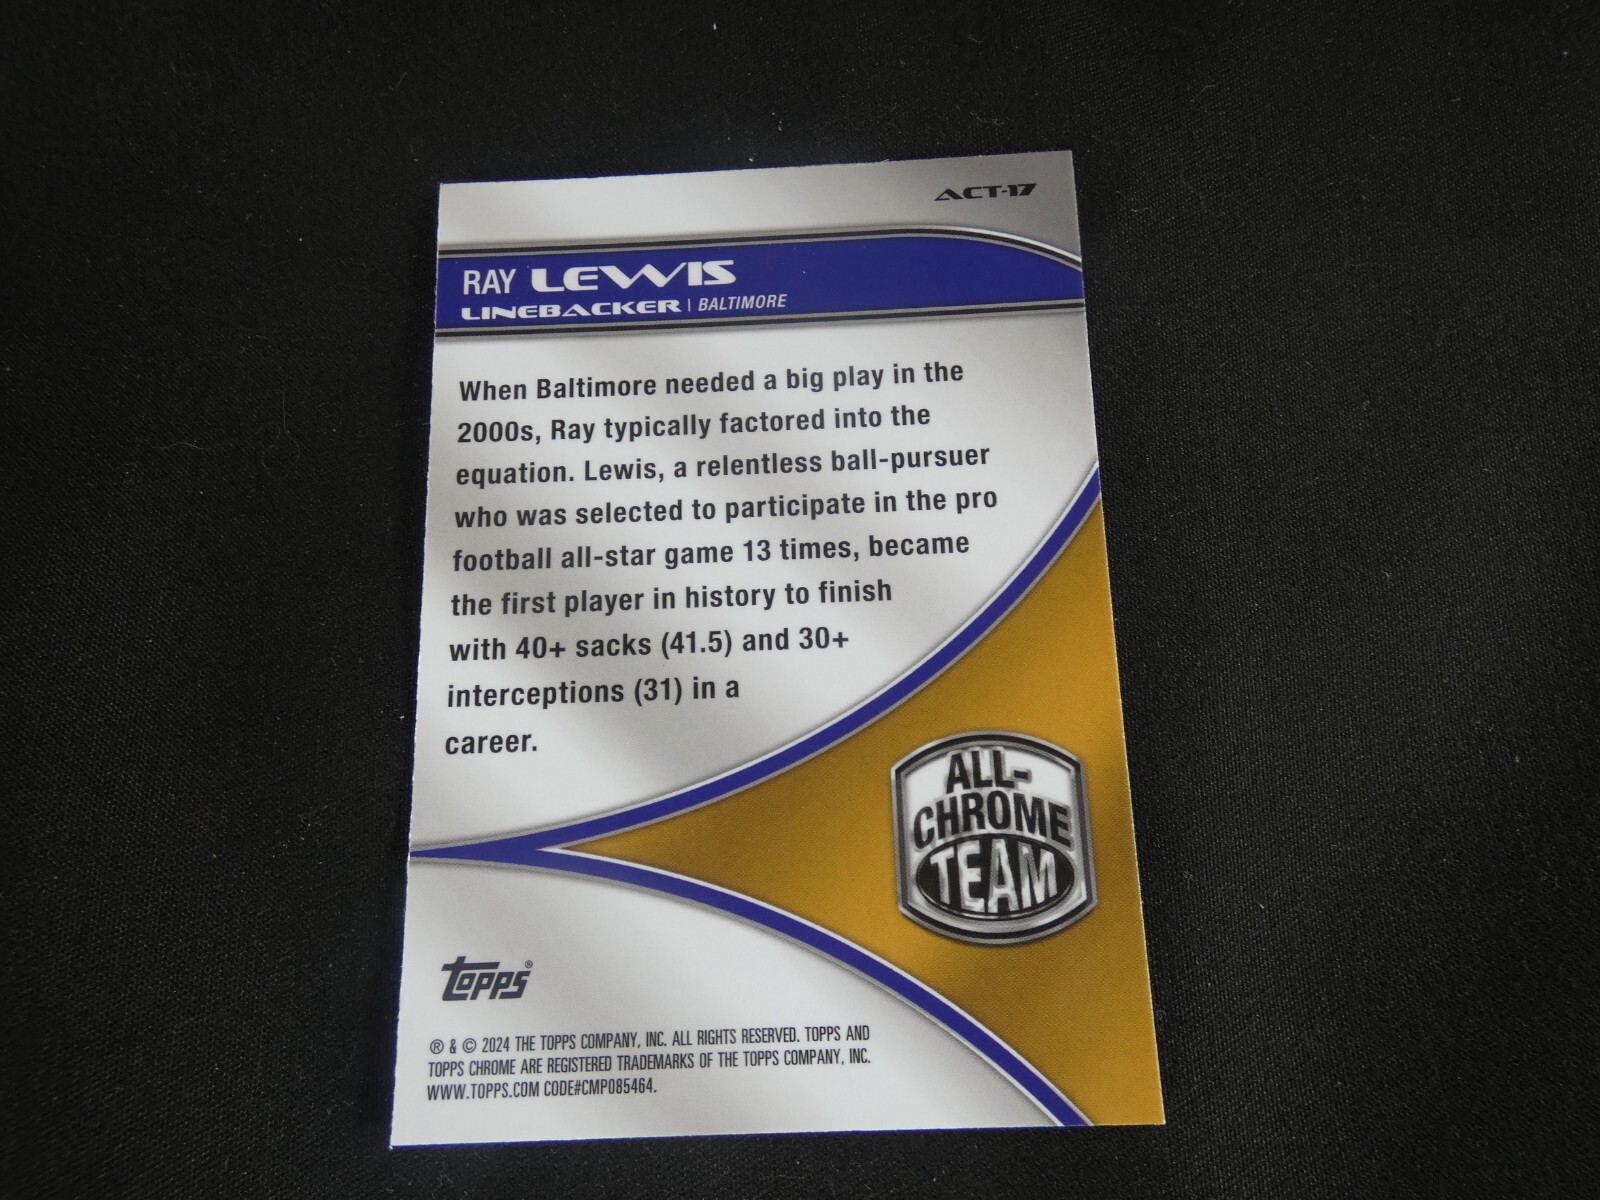 ACT-17
RAY LEWIS
LINEBACKER | BALTIMORE
When Baltimore needed a big play in the
2000s, Ray typically factored into the
equation. Lewis, a relentless ball-pursuer
who was selected to participate in the pro
football all-star game 13 times, became
the first player in history to finish
with 40+ sacks (41.5) and 30+
interceptions (31) in a
career.
ALL-
CHROME
TEAM
topps®
® & © 2024 THE TOPPS COMPANY, INC. ALL RIGHTS RESERVED. TOPPS AND
TOPPS CHROME ARE REGISTERED TRADEMARKS OF THE TOPPS COMPANY, INC.
WWW.TOPPS.COM CODE#CMP085464.